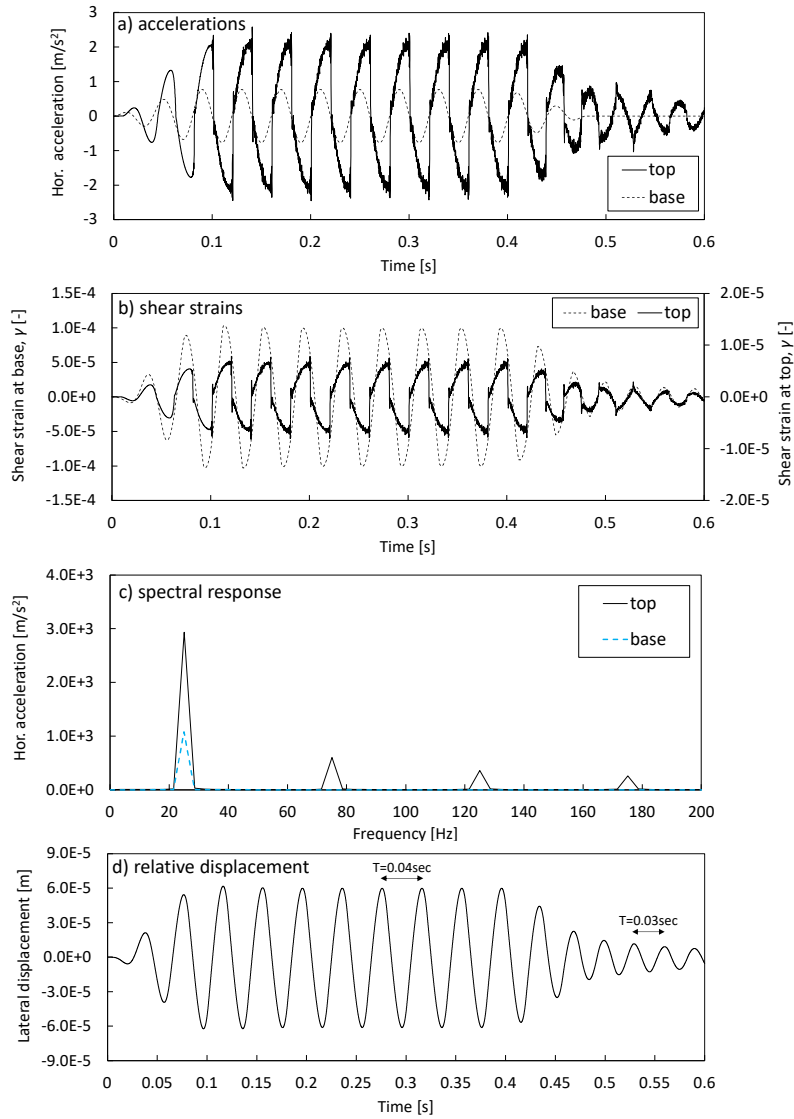 a) accelerations
Hor. acceleration [m/s²]
3
2
1
0
-1
-2
-3
top
base
0
0.1
0.2
0.3
0.4
0.5
0.6
Time [s]
b) shear strains
Shear strain at base, γ [-]
1.5E-4
1.0E-4
5.0E-5
0.0E+0
-5.0E-5
-1.0E-4
-1.5E-4
base top
2.0E-5
1.0E-5
0.0E+0
-1.0E-5
-2.0E-5
Shear strain at top, γ [-]
0
0.1
0.2
0.3
0.4
0.5
0.6
Time [s]
c) spectral response
Hor. acceleration [m/s²]
4.0E+3
3.0E+3
2.0E+3
1.0E+3
0.0E+0
top
base
0
20
40
60
80
100
120
140
160
180
200
Frequency [Hz]
d) relative displacement
Lateral displacement [m]
9.0E-5
6.0E-5
3.0E-5
0.0E+0
-3.0E-5
-6.0E-5
-9.0E-5
T=0.04sec
T=0.03sec
0
0.05
0.1
0.15
0.2
0.25
0.3
0.35
0.4
0.45
0.5
0.55
0.6
Time [s]